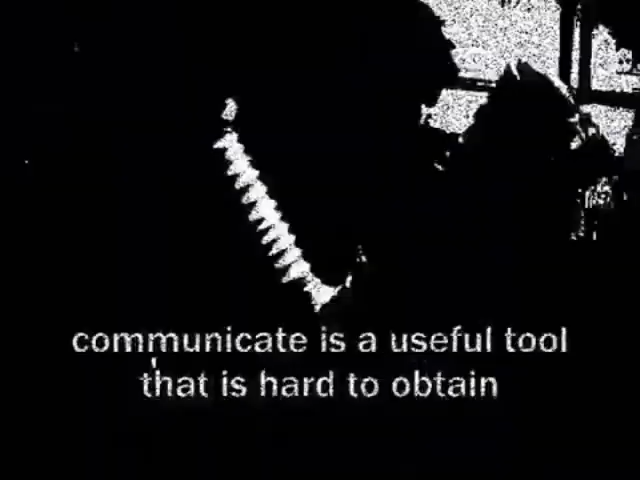 communicate is a useful tool
that is hard to obtain